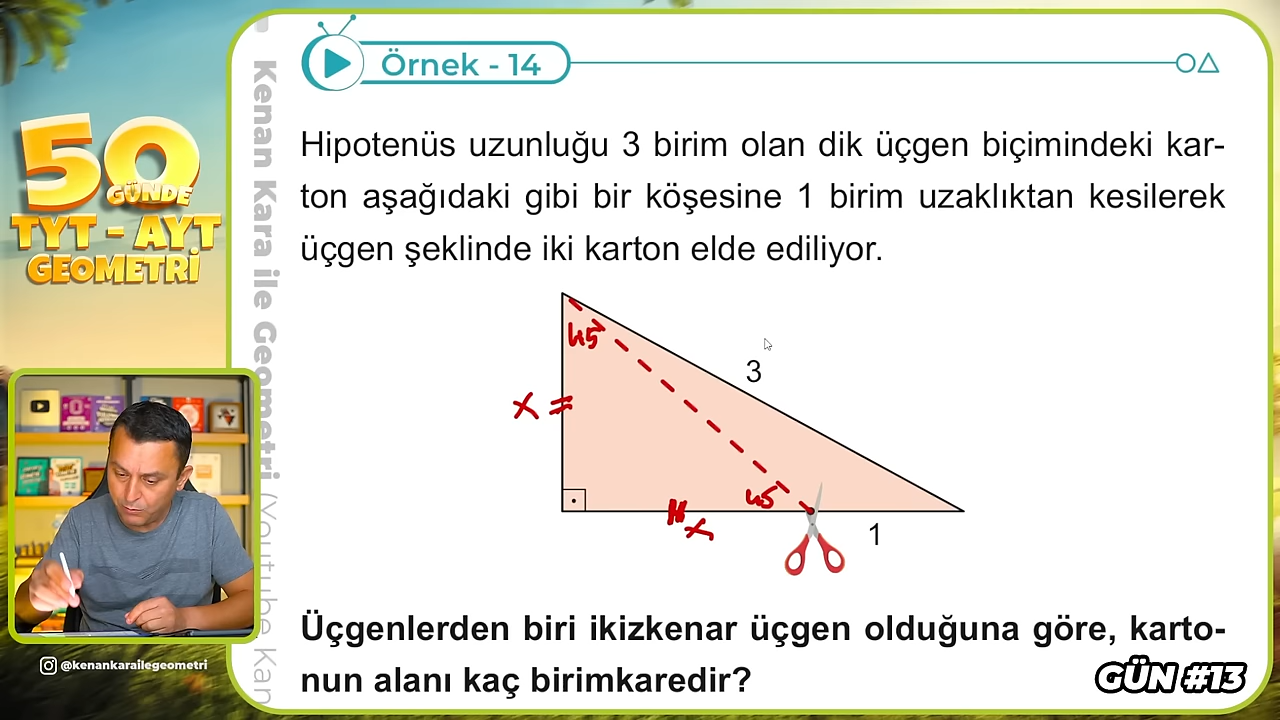 Örnek - 14
Hipotenüs uzunluğu 3 birim olan dik üçgen biçimindeki kar-
ton aşağıdaki gibi bir köşesine 1 birim uzaklıktan kesilerek
üçgen şeklinde iki karton elde ediliyor.
45
3
x =
45
x
1
Üçgenlerden biri ikizkenar üçgen olduğuna göre, karto-
nun alanı kaç birimkaredir?
GÜN #13
50
GÜNDE
TYT - AYT
GEOMETRİ
Kenan Kara ile Geometri (Youtube Kan
@kenankarailegeometri